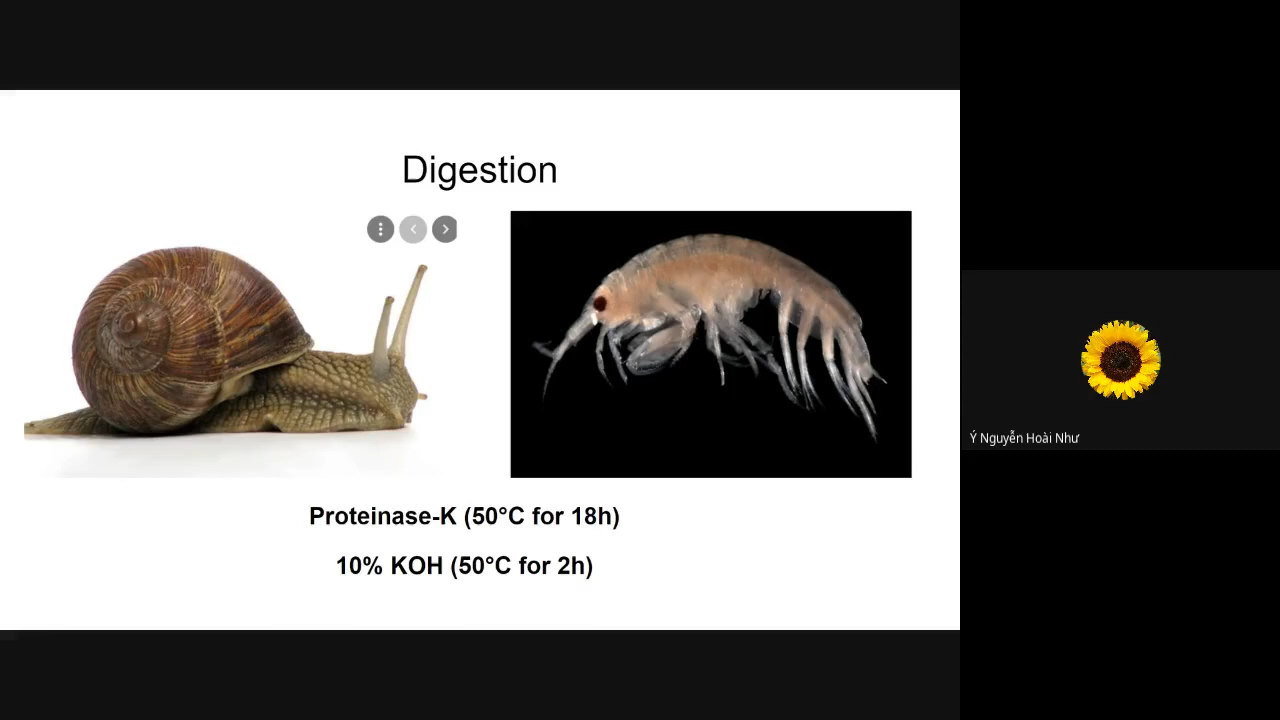 Digestion
Proteinase-K (50°C for 18h)
10% KOH (50°C for 2h)
Ý Nguyễn Hoài Như